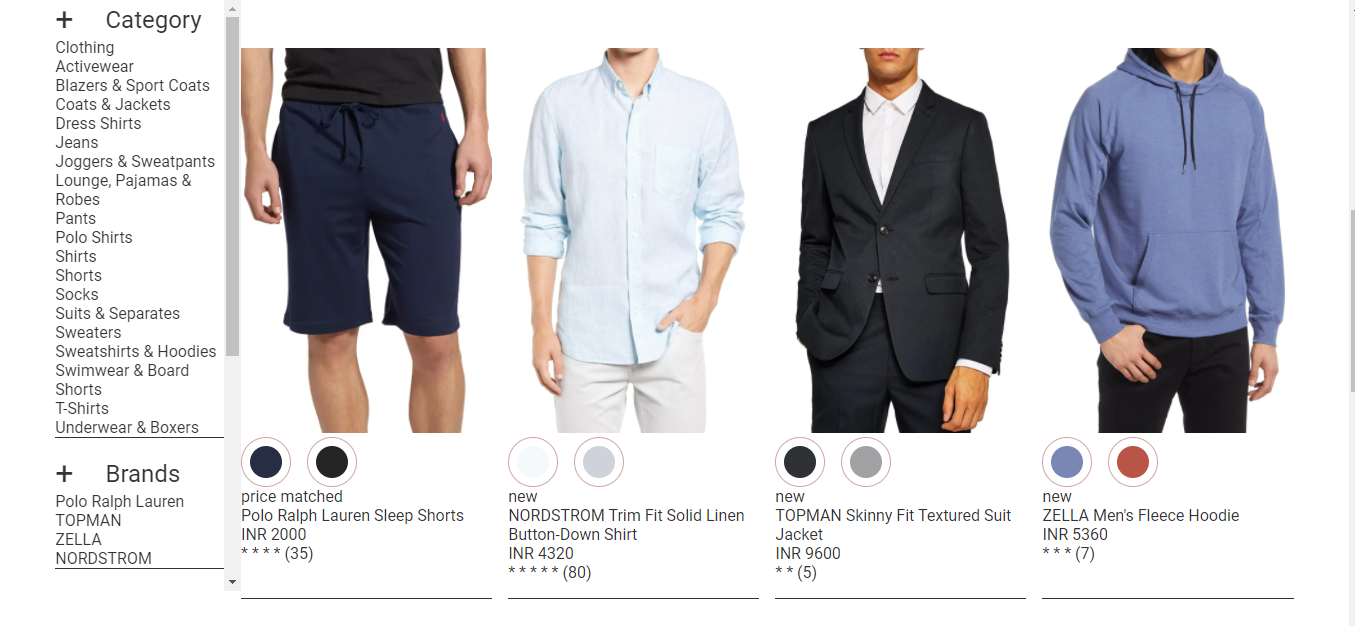 + Category
Clothing
Activewear
Blazers & Sport Coats
Coats & Jackets
Dress Shirts
Jeans
Joggers & Sweatpants
Lounge, Pajamas &
Robes
Pants
Polo Shirts
Shirts
Shorts
Socks
Suits & Separates
Sweaters
Sweatshirts & Hoodies
Swimwear & Board
Shorts
T-Shirts
Underwear & Boxers
+ Brands
Polo Ralph Lauren
TOPMAN
ZELLA
NORDSTROM
price matched
Polo Ralph Lauren Sleep Shorts
INR 2000
* * * * (35)
new
NORDSTROM Trim Fit Solid Linen
Button-Down Shirt
INR 4320
* * * * * (80)
new
TOPMAN Skinny Fit Textured Suit
Jacket
INR 9600
* * (5)
new
ZELLA Men's Fleece Hoodie
INR 5360
* * * (7)